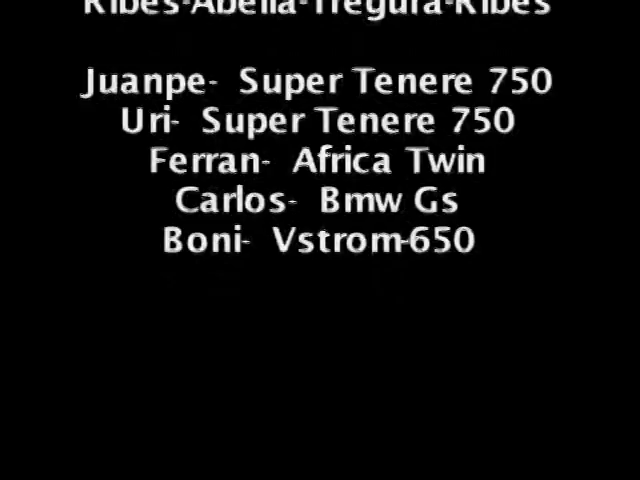 Ribes-Abella-Tregura-Ribes
Juanpe- Super Tenere 750
Uri- Super Tenere 750
Ferran- Africa Twin
Carlos- Bmw Gs
Boni- Vstrom-650